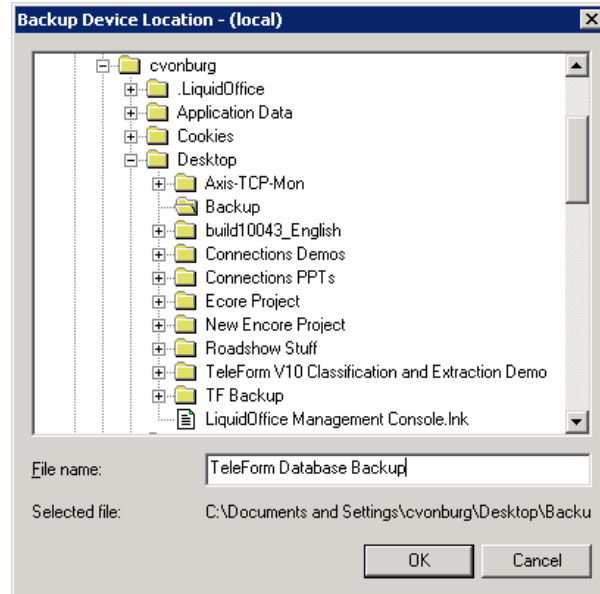 Backup Device Location - (local)
cvonburg
.LiquidOffice
Application Data
Cookies
Desktop
Axis-TCP-Mon
Backup
build10043_English
Connections Demos
Connections PPTs
Ecore Project
New Encore Project
Roadshow Stuff
TeleForm V10 Classification and Extraction Demo
TF Backup
LiquidOffice Management Console.lnk
File name: TeleForm Database Backup
Selected file: C:\Documents and Settings\cvonburg\Desktop\Backu
OK Cancel